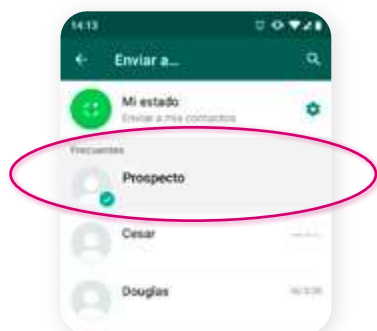 14:13
Enviar a...
Mi estado
Enviar a mis contactos
Frecuentes
Prospecto
Cesar
Douglas